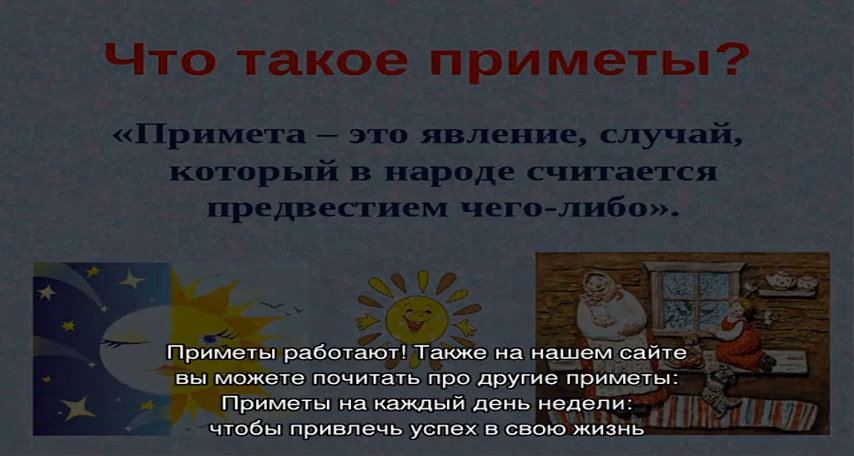 Что такое приметы?
«Примета – это явление, случай,
который в народе считается
предвестием чего-либо».
Приметы работают! Также на нашем сайте
вы можете почитать про другие приметы:
Приметы на каждый день недели:
чтобы привлечь успех в свою жизнь